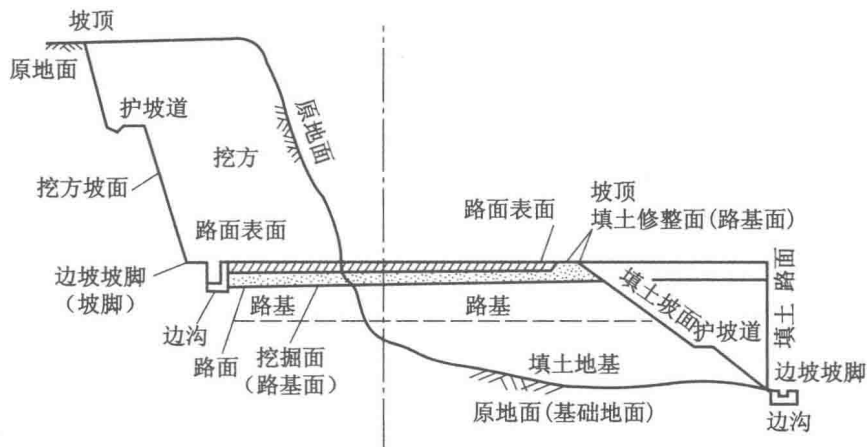 坡顶
原地面
护坡道
原地面
挖方
挖方坡面
坡顶
路面表面
填土修整面(路基面)
路面表面
边坡坡脚
(坡脚)
路面
填土坡面
路基
路基
护坡道
填土
边沟
挖掘面
(路基面)
路面
填土地基
边坡坡脚
原地面(基础地面)
边沟